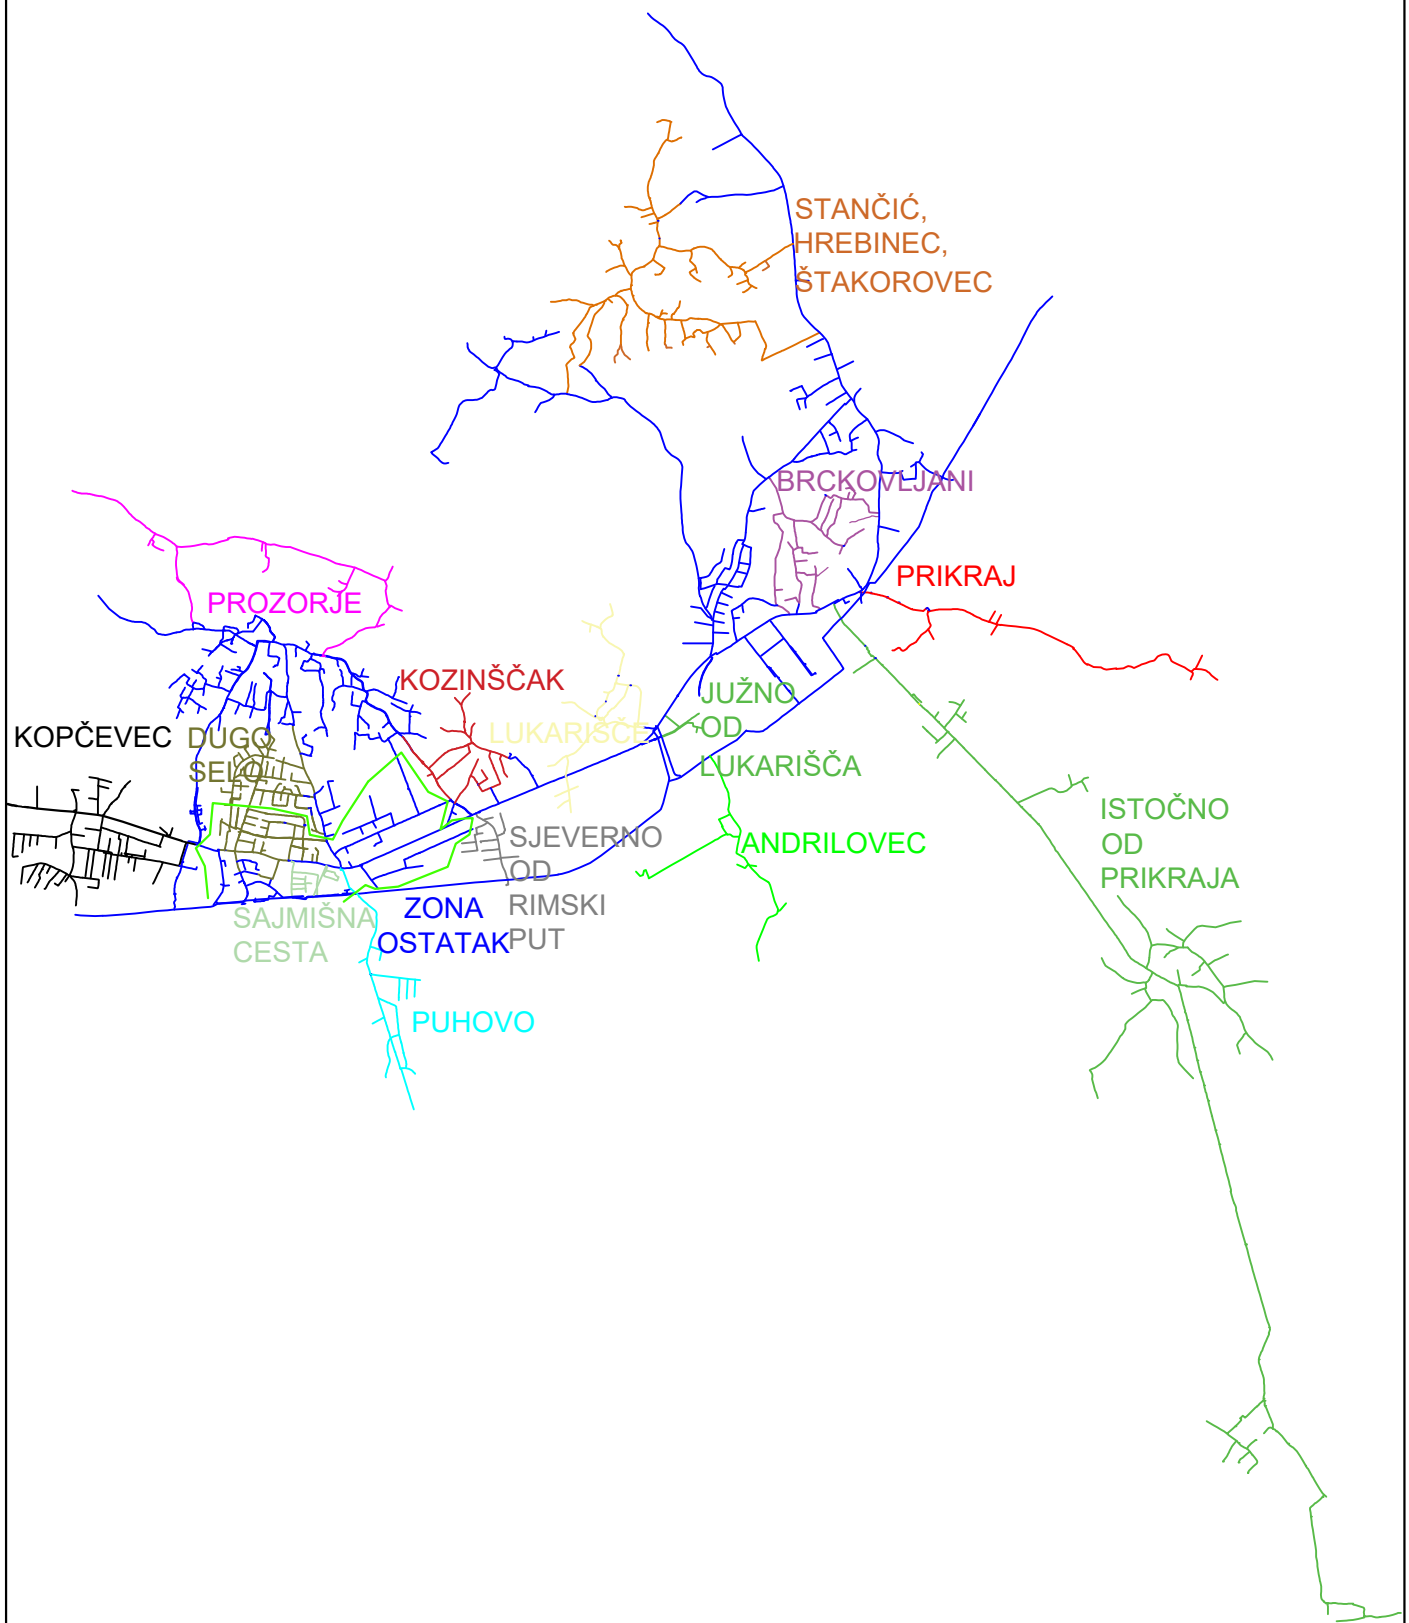 STANČIĆ,
HREBINEC,
ŠTAKOROVEC
BRCKOVLJANI
PRIKRAJ
PROZORJE
KOZINŠČAK
LUKARIŠĆE
JUŽNO
OD
LUKARIŠČA
KOPČEVEC
DUGO
SELO
ISTOČNO
OD
PRIKRAJA
SJEVERNO
OD
RIMSKI
PUT
ANDRILOVEC
SAJMIŠNA
CESTA
ZONA
OSTATAK
PUHOVO